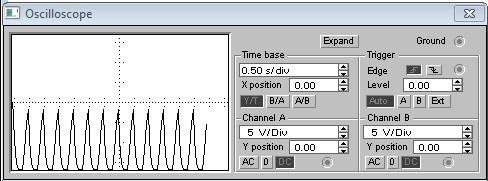 Oscilloscope
Expand
Ground
Time base
0.50 s/div
X position 0.00
Y/T B/A A/B
Trigger
Edge
Level 0.00
Auto A B Ext
Channel A
5 V/Div
Y position 0.00
AC 0 DC
Channel B
5 V/Div
Y position 0.00
AC 0 DC